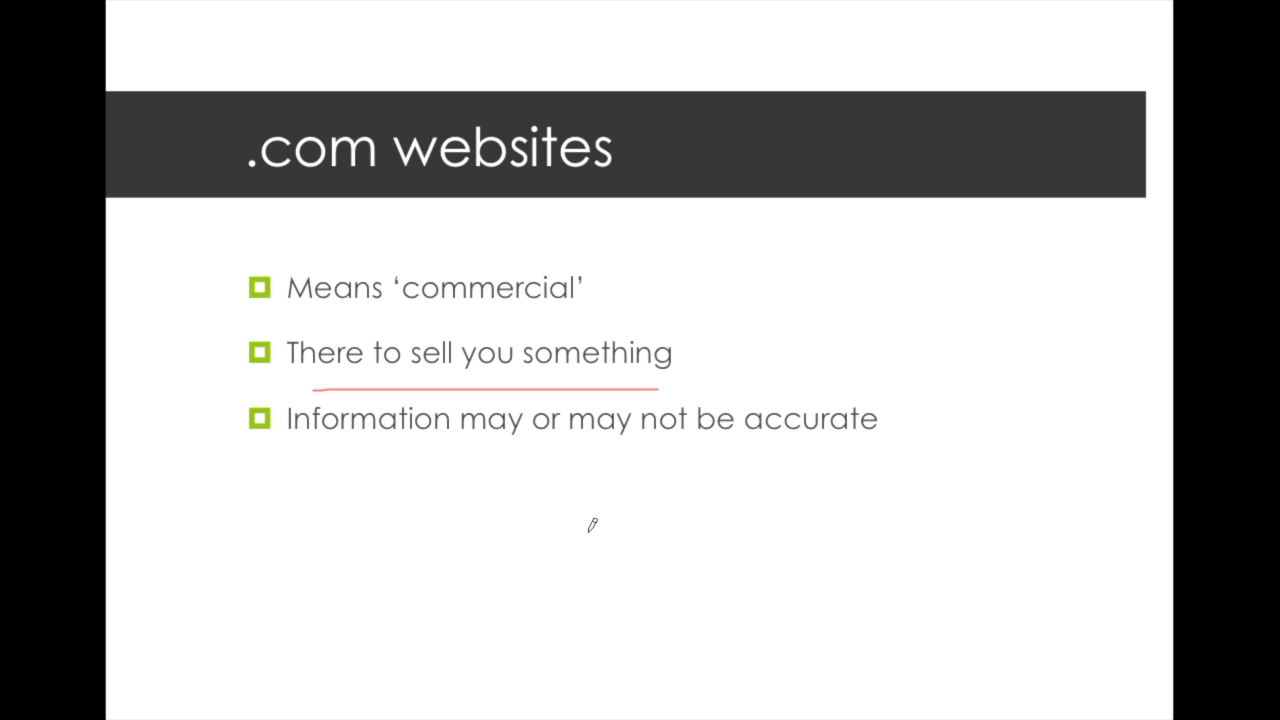 .com websites
Means ‘commercial’
There to sell you something
Information may or may not be accurate